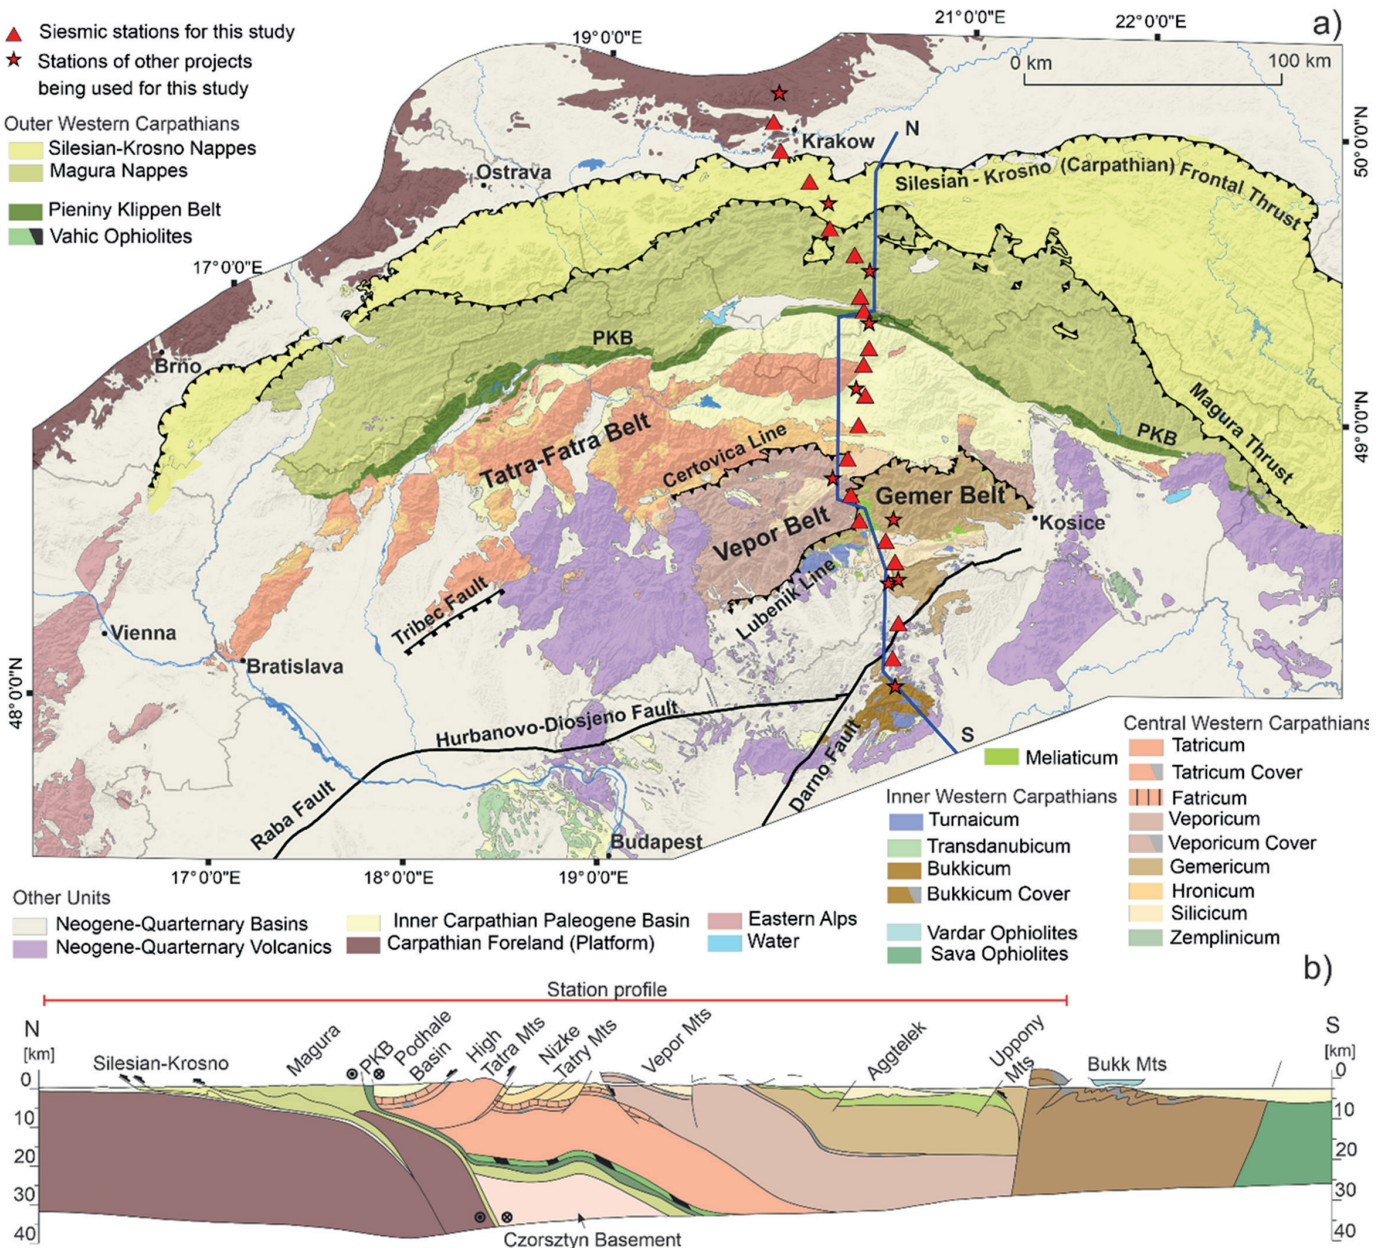 a)
Siesmic stations for this study
Stations of other projects
being used for this study
Outer Western Carpathians
Silesian-Krosno Nappes
Magura Nappes
Pieniny Klippen Belt
Vahic Ophiolites
19°0'0"E
21°0'0"E
22°0'0"E
0 km
100 km
50°0'0"N
49°0'0"N
17°0'0"E
48°0'0"N
Krakow
N
Ostrava
Silesian - Krosno (Carpathian) Frontal Thrust
Brno
PKB
Magura Thrust
PKB
Tatra-Fatra Belt
Certovica Line
Gemer Belt
Vepor Belt
Kosice
Lubenik Line
Tribec Fault
Vienna
Bratislava
Hurbanovo-Diosjeno Fault
Raba Fault
Darno Fault
S
Budapest
17°0'0"E
18°0'0"E
19°0'0"E
Meliaticum
Inner Western Carpathians
Turnaicum
Transdanubicum
Bukkicum
Bukkicum Cover
Vardar Ophiolites
Sava Ophiolites
Central Western Carpathians
Tatricum
Tatricum Cover
Fatricum
Veporicum
Veporicum Cover
Gemericum
Hronicum
Silicicum
Zemplinicum
Other Units
Neogene-Quarternary Basins
Neogene-Quarternary Volcanics
Inner Carpathian Paleogene Basin
Carpathian Foreland (Platform)
Eastern Alps
Water
b)
Station profile
N
[km]
S
[km]
Silesian-Krosno
Magura
PKB
Podhale
Basin
High
Tatra Mts
Nizke
Tatry Mts
Vepor Mts
Aggtelek
Uppony
Mts
Bukk Mts
0
10
20
30
40
0
10
20
30
40
Czorsztyn Basement